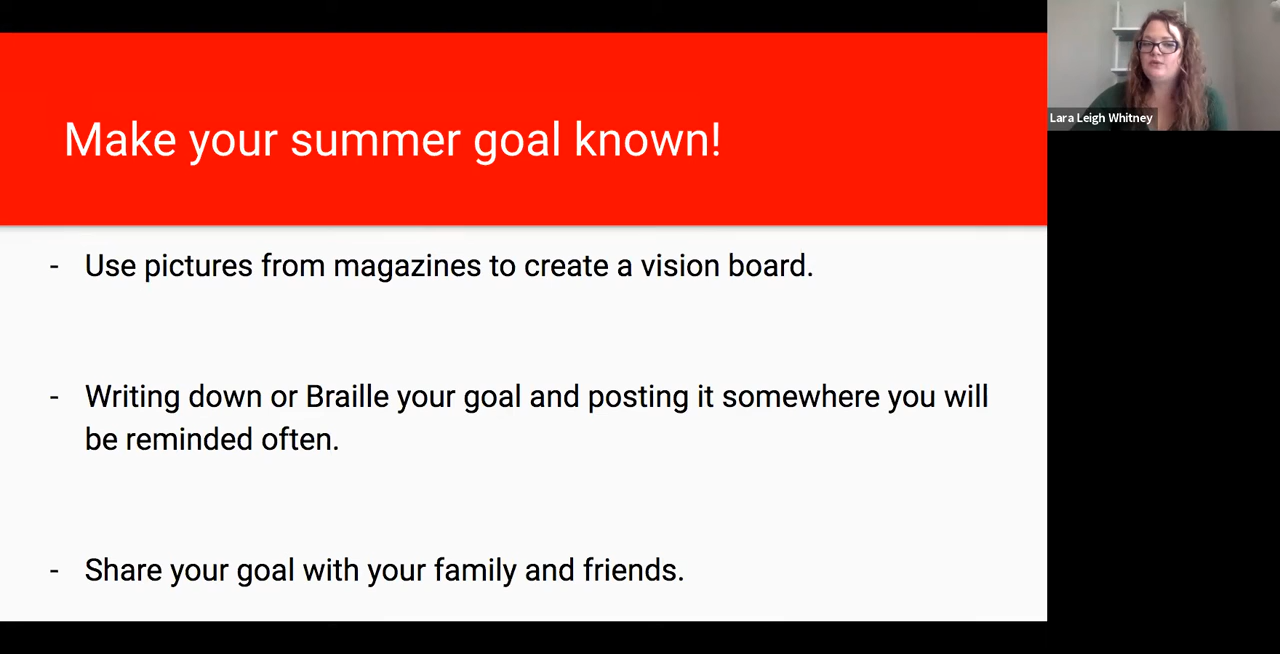 Make your summer goal known!
Lara Leigh Whitney
- Use pictures from magazines to create a vision board.
- Writing down or Braille your goal and posting it somewhere you will
be reminded often.
- Share your goal with your family and friends.